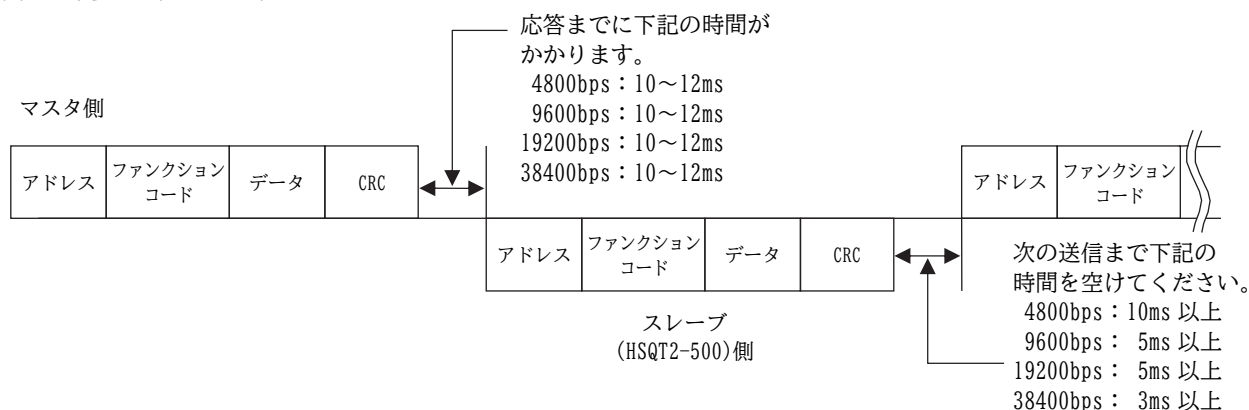 応答までに下記の時間が
かかります。
4800bps：10～12ms
9600bps：10～12ms
19200bps：10～12ms
38400bps：10～12ms
マスタ側
アドレス
ファンクション
コード
データ
CRC
アドレス
ファンクション
コード
アドレス
ファンクション
コード
データ
CRC
スレーブ
(HSQT2-500)側
次の送信まで下記の
時間を空けてください。
4800bps：10ms 以上
9600bps： 5ms 以上
19200bps： 5ms 以上
38400bps： 3ms 以上